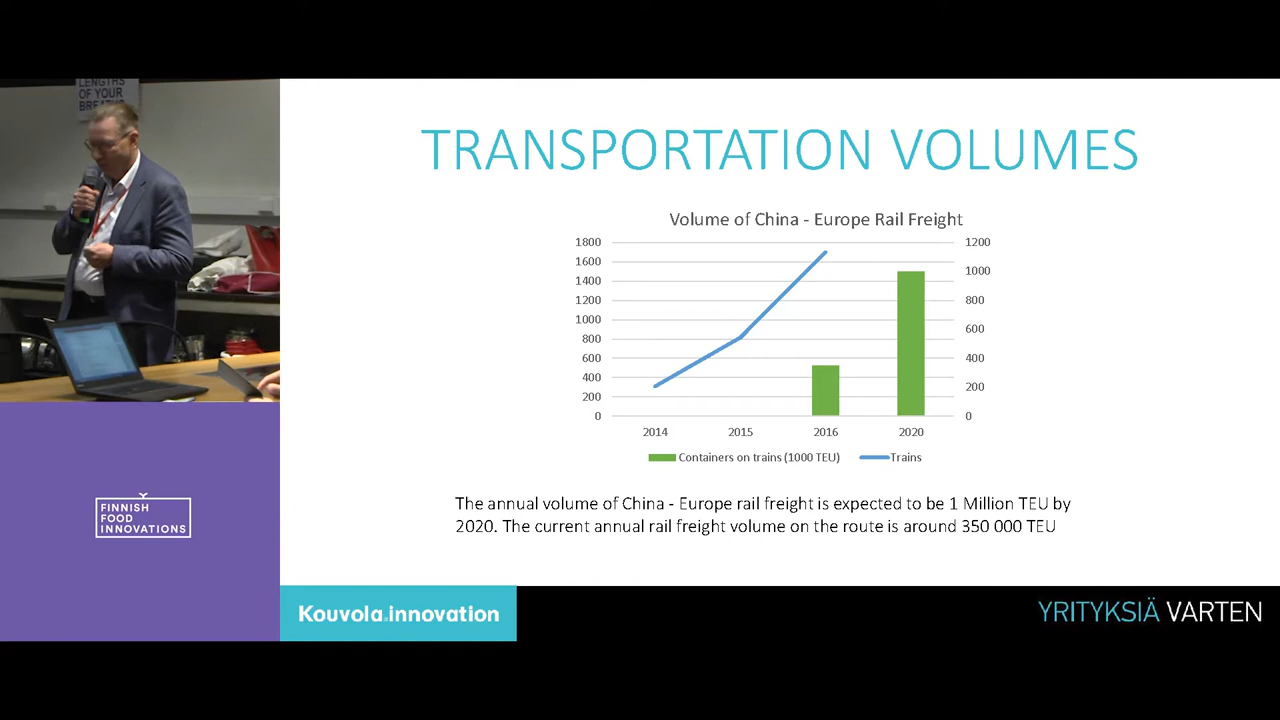 LENGTHS
OF YOUR
TRANSPORTATION VOLUMES
Volume of China - Europe Rail Freight
1800
1600
1400
1200
1000
800
600
400
200
0
1200
1000
800
600
400
200
0
2014
2015
2016
2020
Containers on trains (1000 TEU)
Trains
The annual volume of China - Europe rail freight is expected to be 1 Million TEU by
2020. The current annual rail freight volume on the route is around 350 000 TEU
FINNISH
FOOD
INNOVATIONS
Kouvola.innovation
YRITYKSIÄ VARTEN